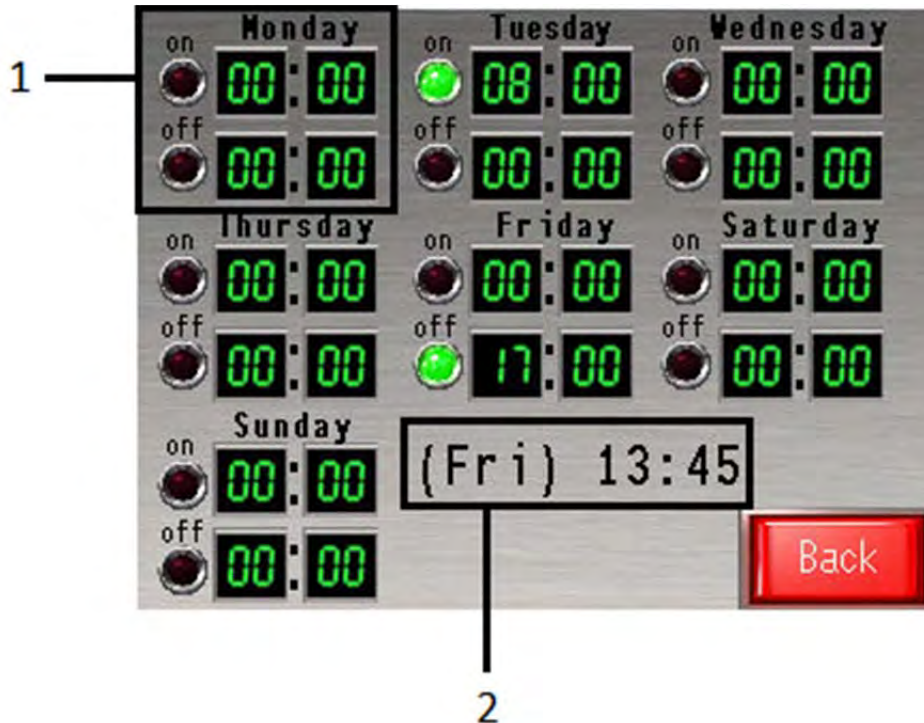 Monday Tuesday Wednesday
on on on
1 00:00 08:00 00:00
off off off
00:00 00:00 00:00
Thursday Friday Saturday
on on on
00:00 00:00 00:00
off off off
00:00 17:00 00:00
Sunday
on
00:00 (Fri) 13:45
off
00:00 Back
2